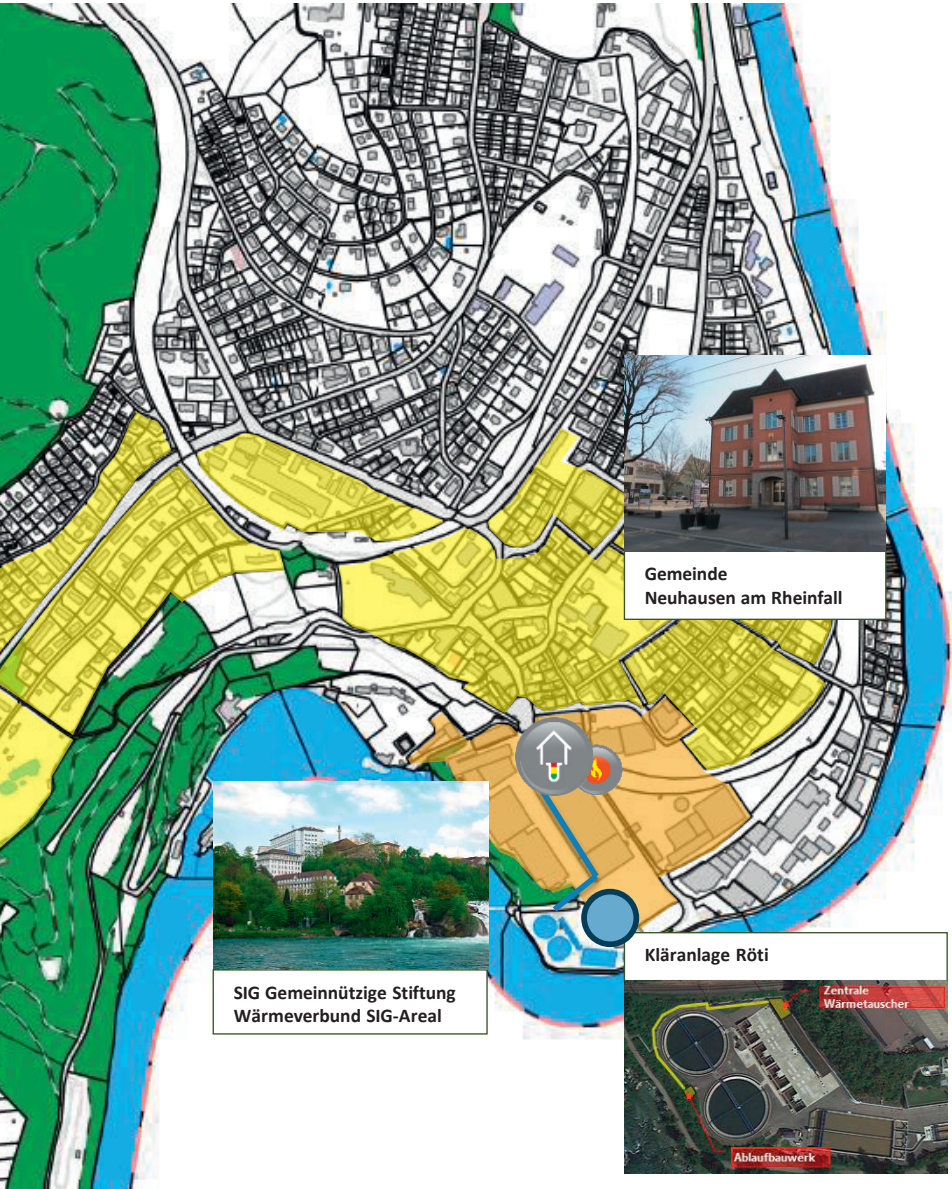 Gemeinde
Neuhausen am Rheinfall
SIG Gemeinnützige Stiftung
Wärmeverbund SIG-Areal
Kläranlage Röti
Zentrale
Wärmetauscher
Ablaufbauwerk